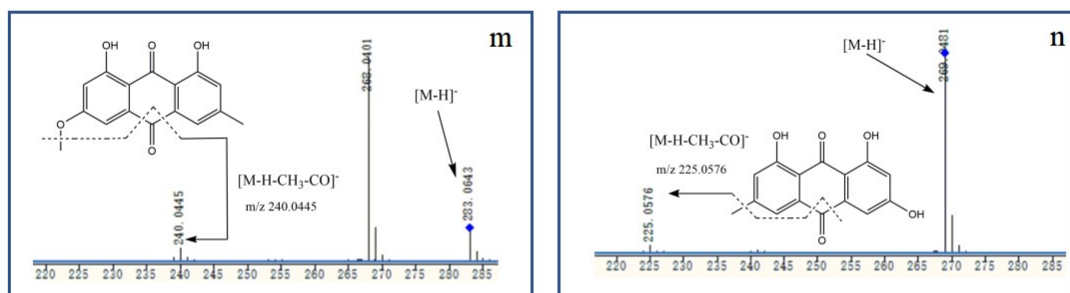 m
OH O OH
O
O
268.0401
[M-H]-
283.0643
[M-H-CH3-CO]-
m/z 240.0445
240.0445
220 225 230 235 239 245 250 255 260 265 270 275 280 285
n
[M-H]-
269.0481
[M-H-CH3-CO]-
m/z 225.0576
OH O OH
OH
O
225.0576
220 225 230 235 240 245 250 255 260 265 270 275 280 285